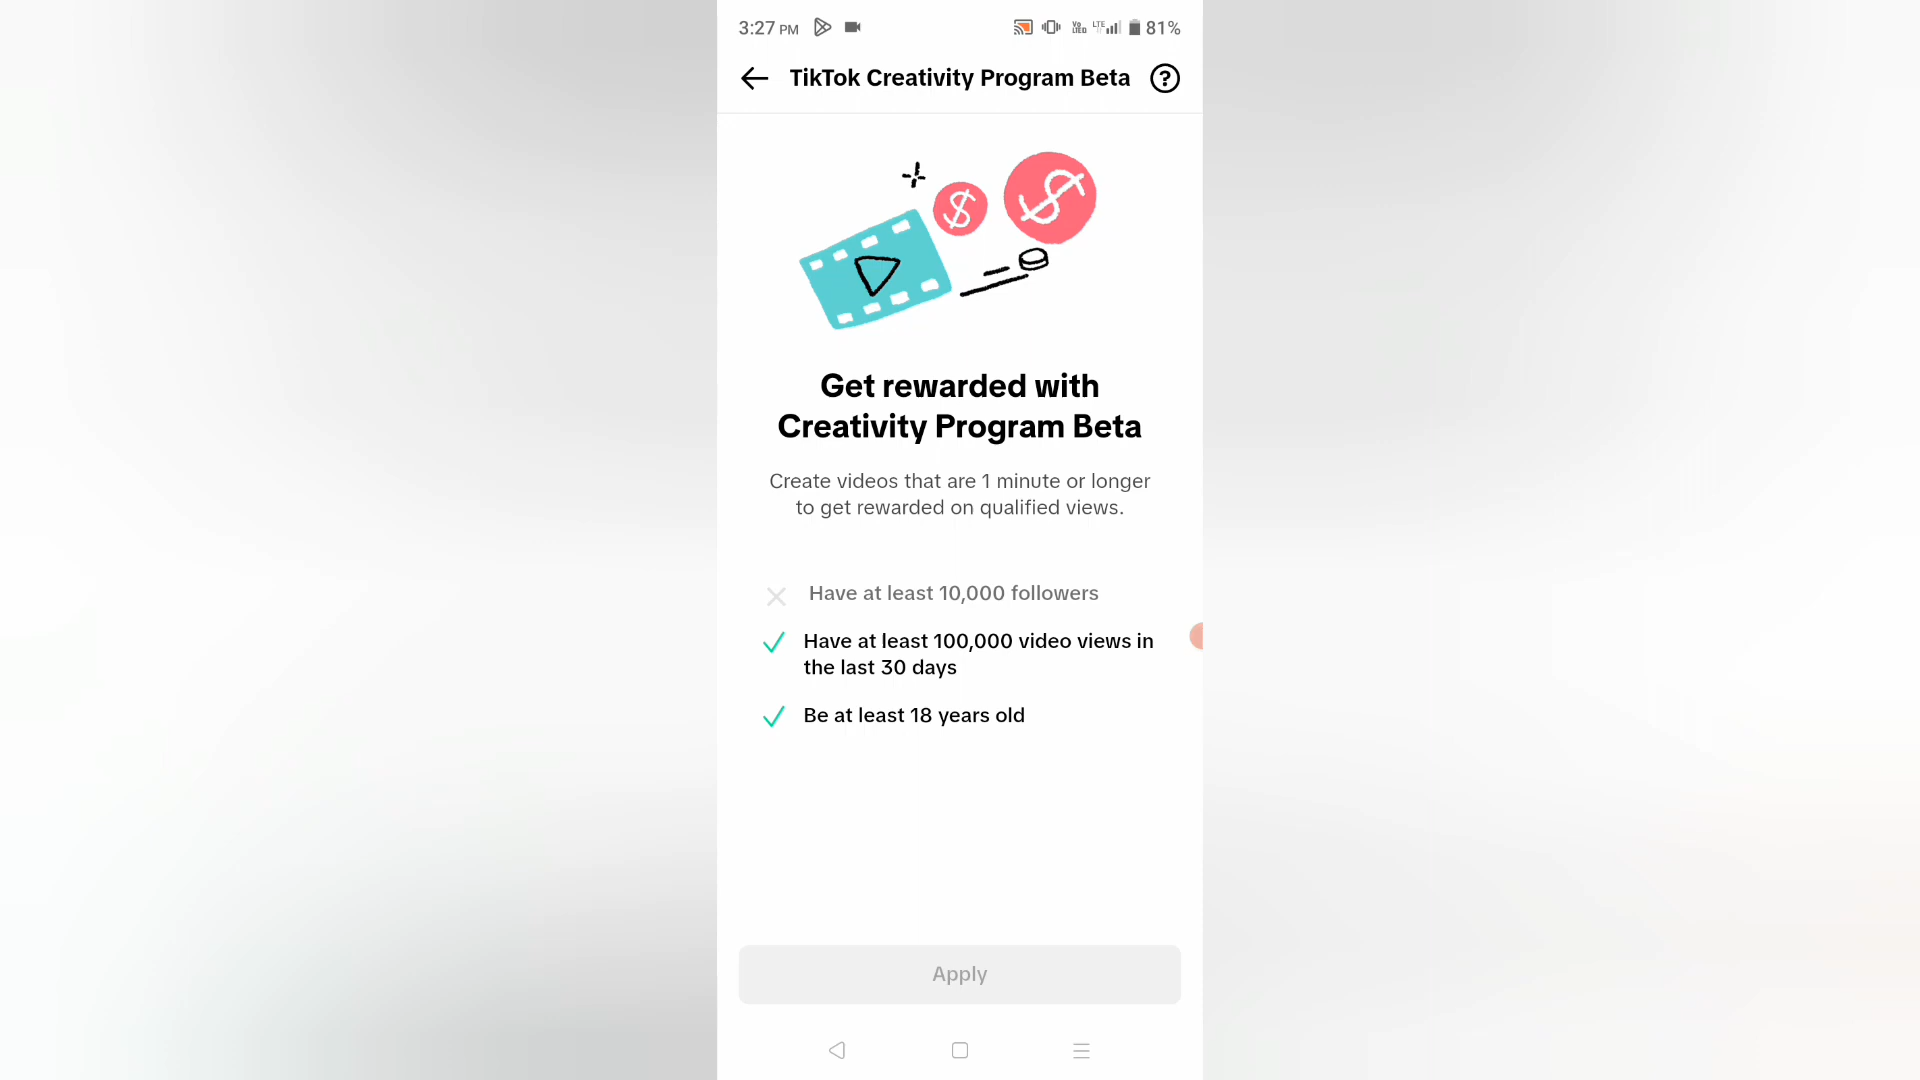 3:27 PM
81%
TikTok Creativity Program Beta
Get rewarded with
Creativity Program Beta
Create videos that are 1 minute or longer
to get rewarded on qualified views.
Have at least 10,000 followers
Have at least 100,000 video views in
the last 30 days
Be at least 18 years old
Apply